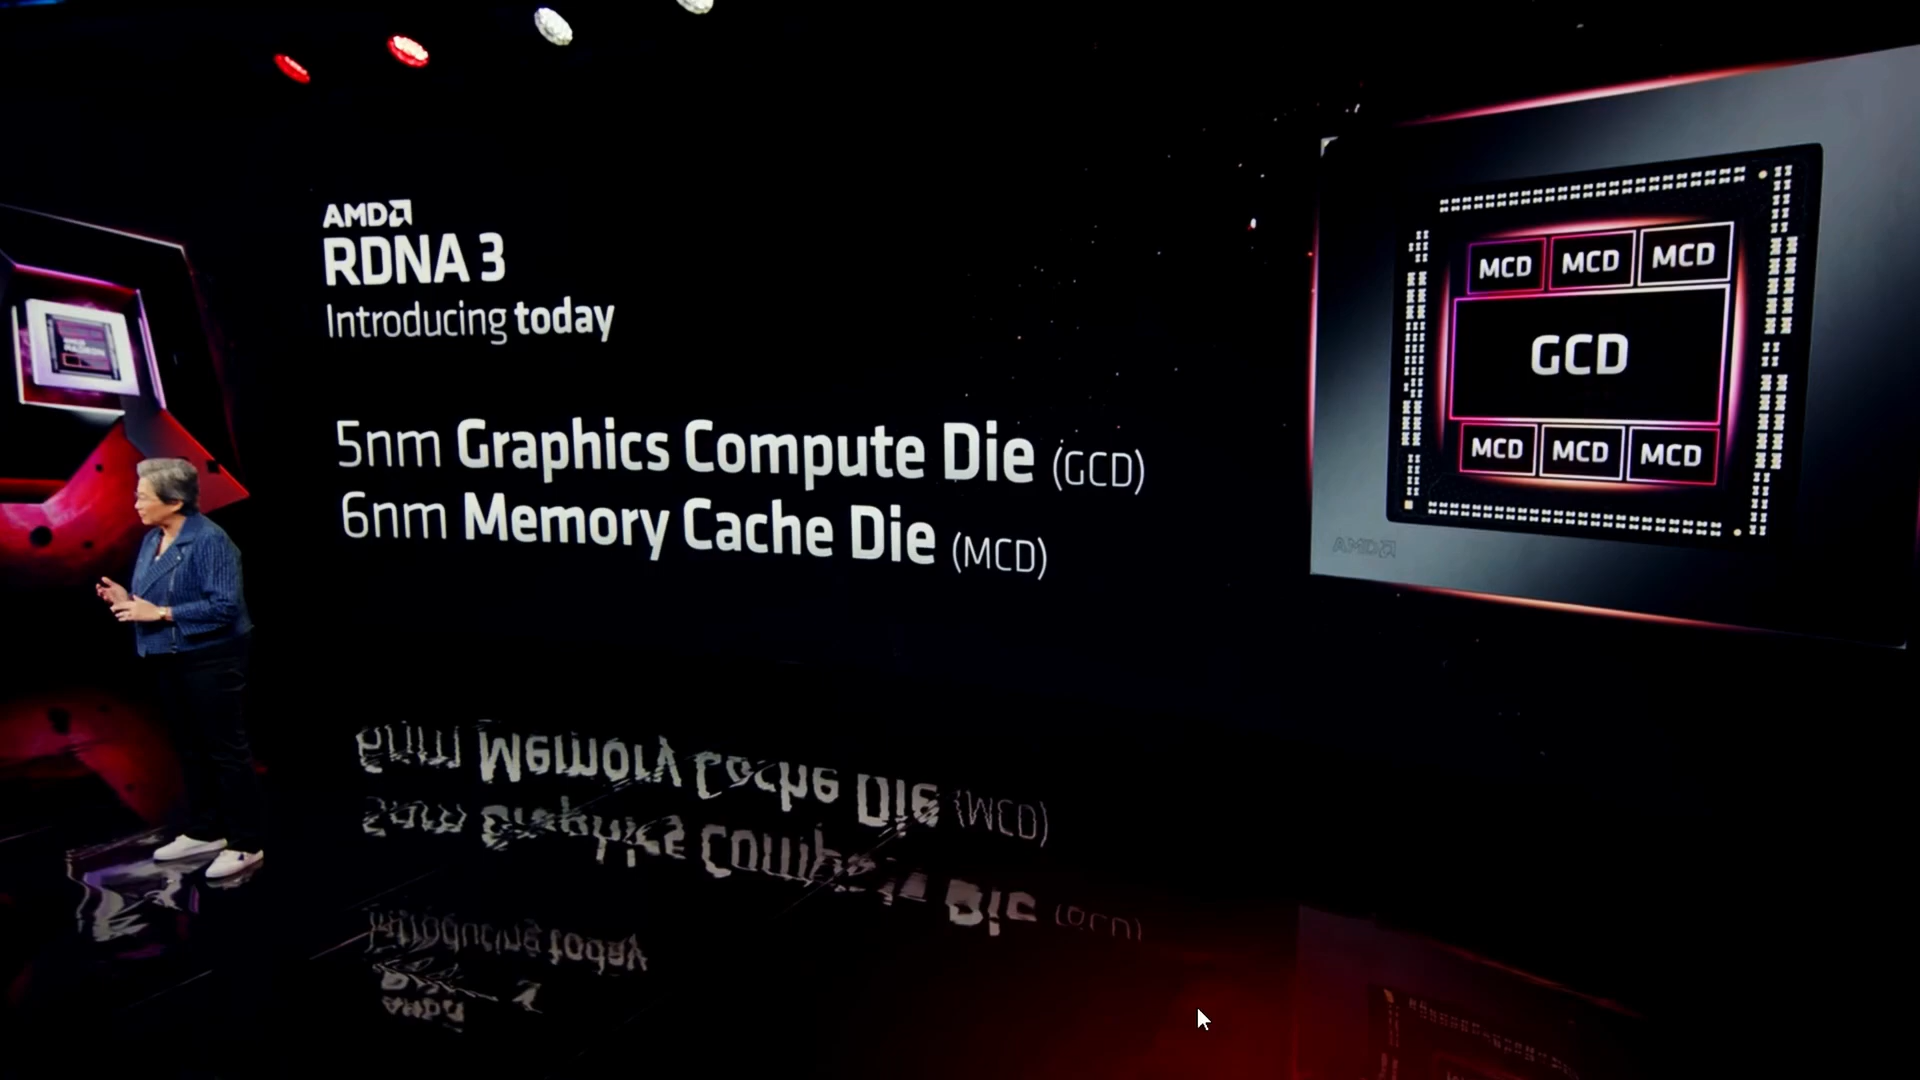 AMD
RDNA 3
Introducing today
5nm Graphics Compute Die (GCD)
6nm Memory Cache Die (MCD)
MCD MCD MCD
GCD
MCD MCD MCD
AMD